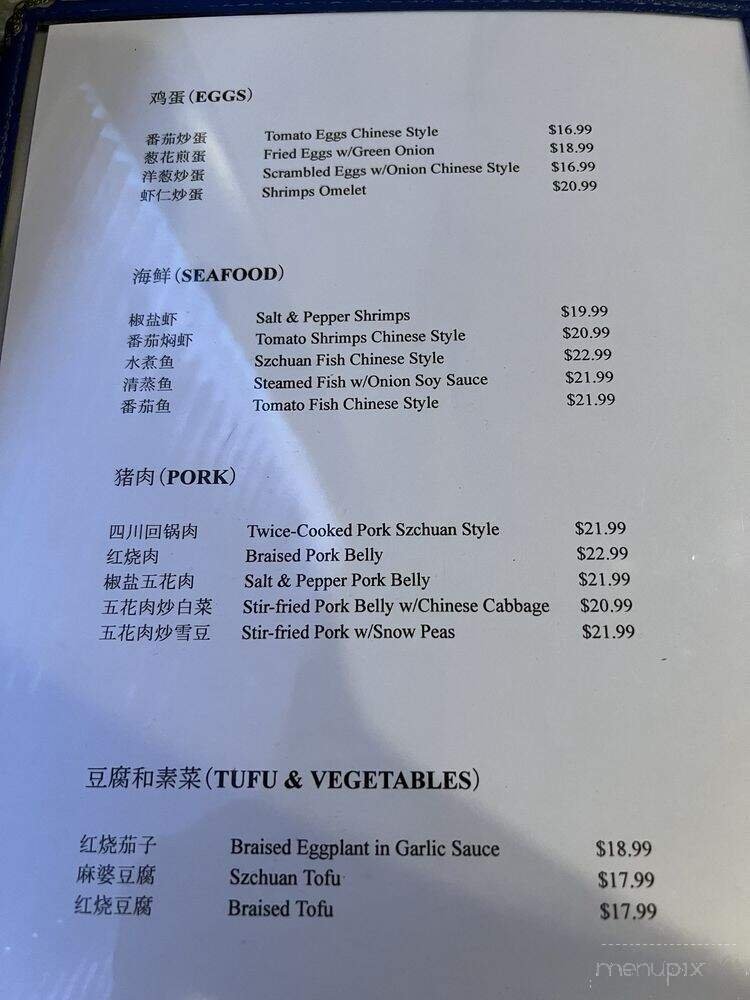 鸡蛋 (EGGS)
番茄炒蛋 Tomato Eggs Chinese Style $16.99
葱花煎蛋 Fried Eggs w/Green Onion $18.99
洋葱炒蛋 Scrambled Eggs w/Onion Chinese Style $16.99
虾仁炒蛋 Shrimps Omelet $20.99
海鲜 (SEAFOOD)
椒盐虾 Salt & Pepper Shrimps $19.99
番茄焖虾 Tomato Shrimps Chinese Style $20.99
水煮鱼 Szchuan Fish Chinese Style $22.99
清蒸鱼 Steamed Fish w/Onion Soy Sauce $21.99
番茄鱼 Tomato Fish Chinese Style $21.99
猪肉 (PORK)
四川回锅肉 Twice-Cooked Pork Szchuan Style $21.99
红烧肉 Braised Pork Belly $22.99
椒盐五花肉 Salt & Pepper Pork Belly $21.99
五花肉炒白菜 Stir-fried Pork Belly w/Chinese Cabbage $20.99
五花肉炒雪豆 Stir-fried Pork w/Snow Peas $21.99
豆腐和素菜 (TUFU & VEGETABLES)
红烧茄子 Braised Eggplant in Garlic Sauce $18.99
麻婆豆腐 Szchuan Tofu $17.99
红烧豆腐 Braised Tofu $17.99
menupix